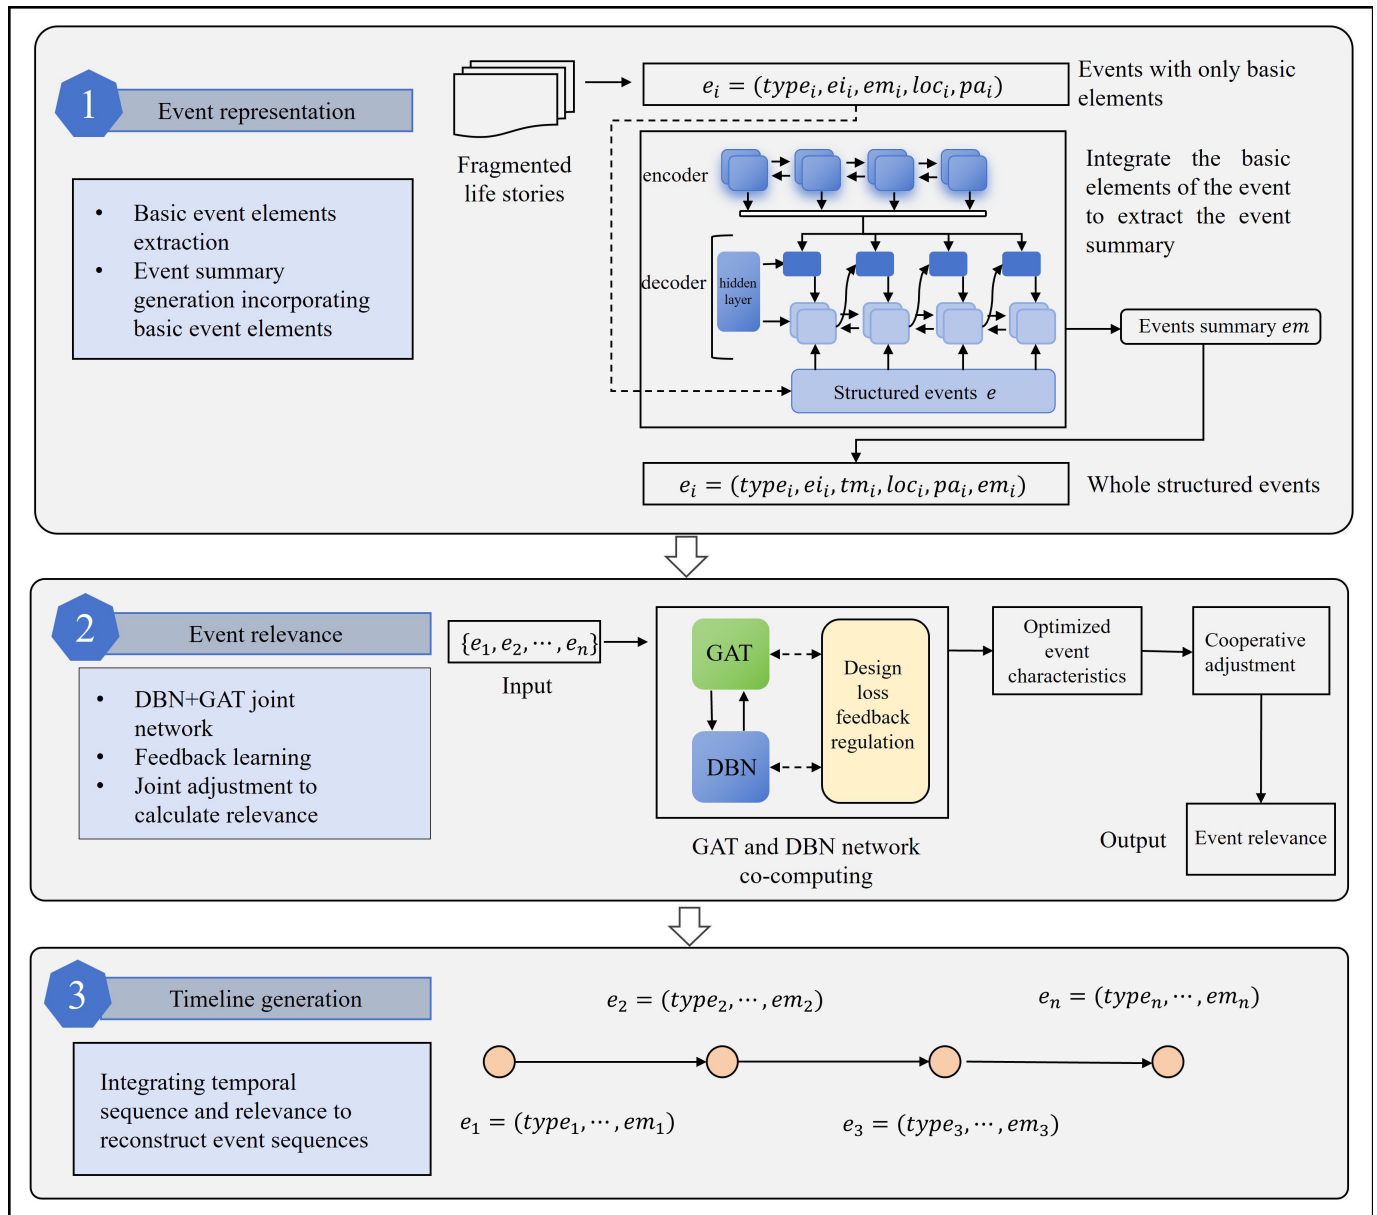 1
Event representation
• Basic event elements
extraction
• Event summary
generation incorporating
basic event elements
Fragmented
life stories
e_i = (type_i, ei_i, em_i, loc_i, pa_i)
Events with only basic
elements
encoder
decoder
hidden
layer
Structured events e
Integrate the basic
elements of the event
to extract the event
summary
Events summary em
e_i = (type_i, ei_i, tm_i, loc_i, pa_i, em_i)
Whole structured events
2
Event relevance
• DBN+GAT joint
network
• Feedback learning
• Joint adjustment to
calculate relevance
{e_1, e_2, ⋯, e_n}
Input
GAT
DBN
Design
loss
feedback
regulation
GAT and DBN network
co-computing
Optimized
event
characteristics
Cooperative
adjustment
Output
Event relevance
3
Timeline generation
Integrating temporal
sequence and relevance to
reconstruct event sequences
e_2 = (type_2, ⋯, em_2)
e_n = (type_n, ⋯, em_n)
e_1 = (type_1, ⋯, em_1)
e_3 = (type_3, ⋯, em_3)